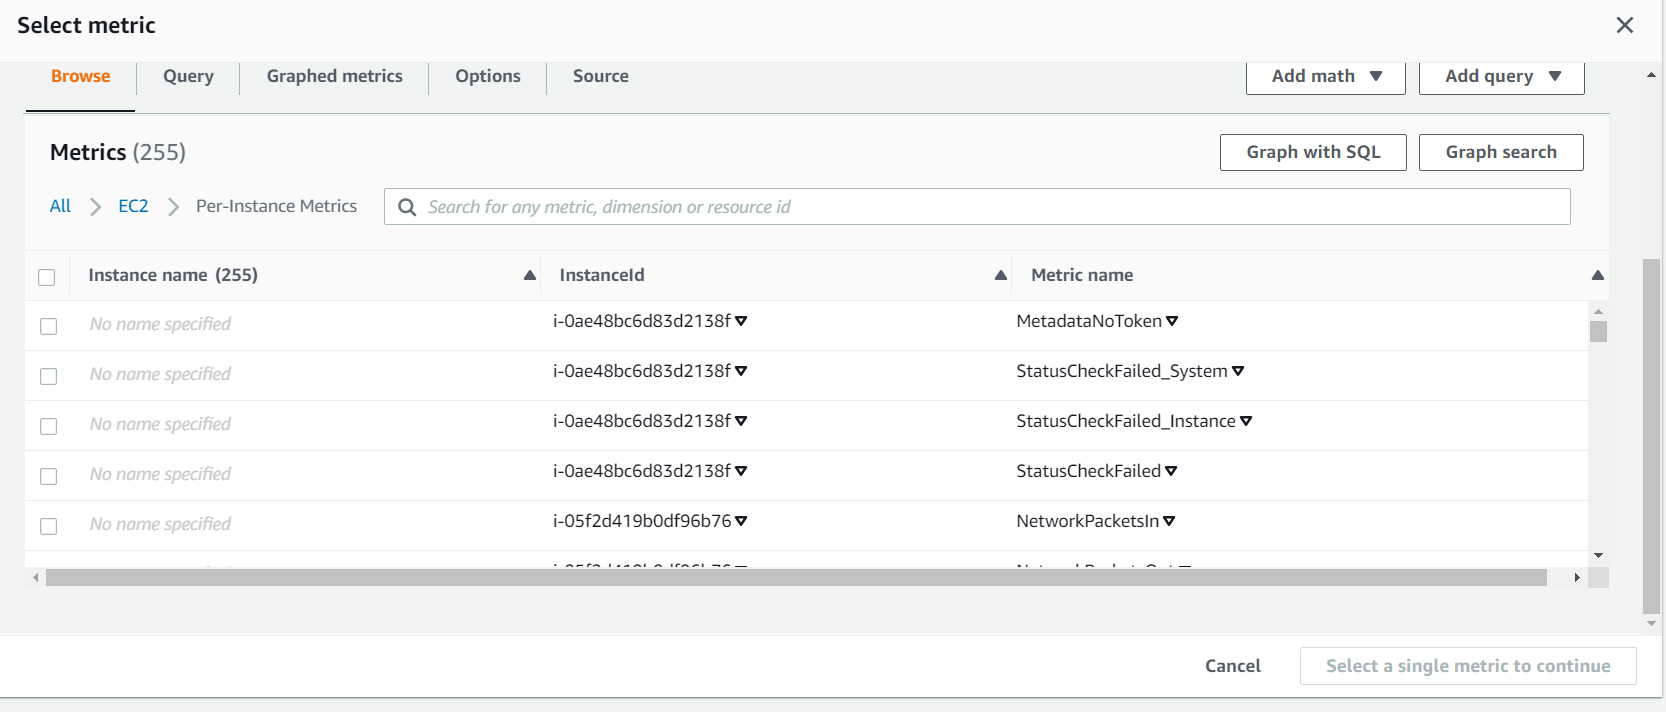 Select metric
Browse Query Graphed metrics Options Source Add math Add query
Metrics (255) Graph with SQL Graph search
All EC2 Per-Instance Metrics Search for any metric, dimension or resource id
Instance name (255) InstanceId Metric name
No name specified i-0ae48bc6d83d2138f MetadataNoToken
No name specified i-0ae48bc6d83d2138f StatusCheckFailed_System
No name specified i-0ae48bc6d83d2138f StatusCheckFailed_Instance
No name specified i-0ae48bc6d83d2138f StatusCheckFailed
No name specified i-05f2d419b0df96b76 NetworkPacketsIn
Cancel Select a single metric to continue